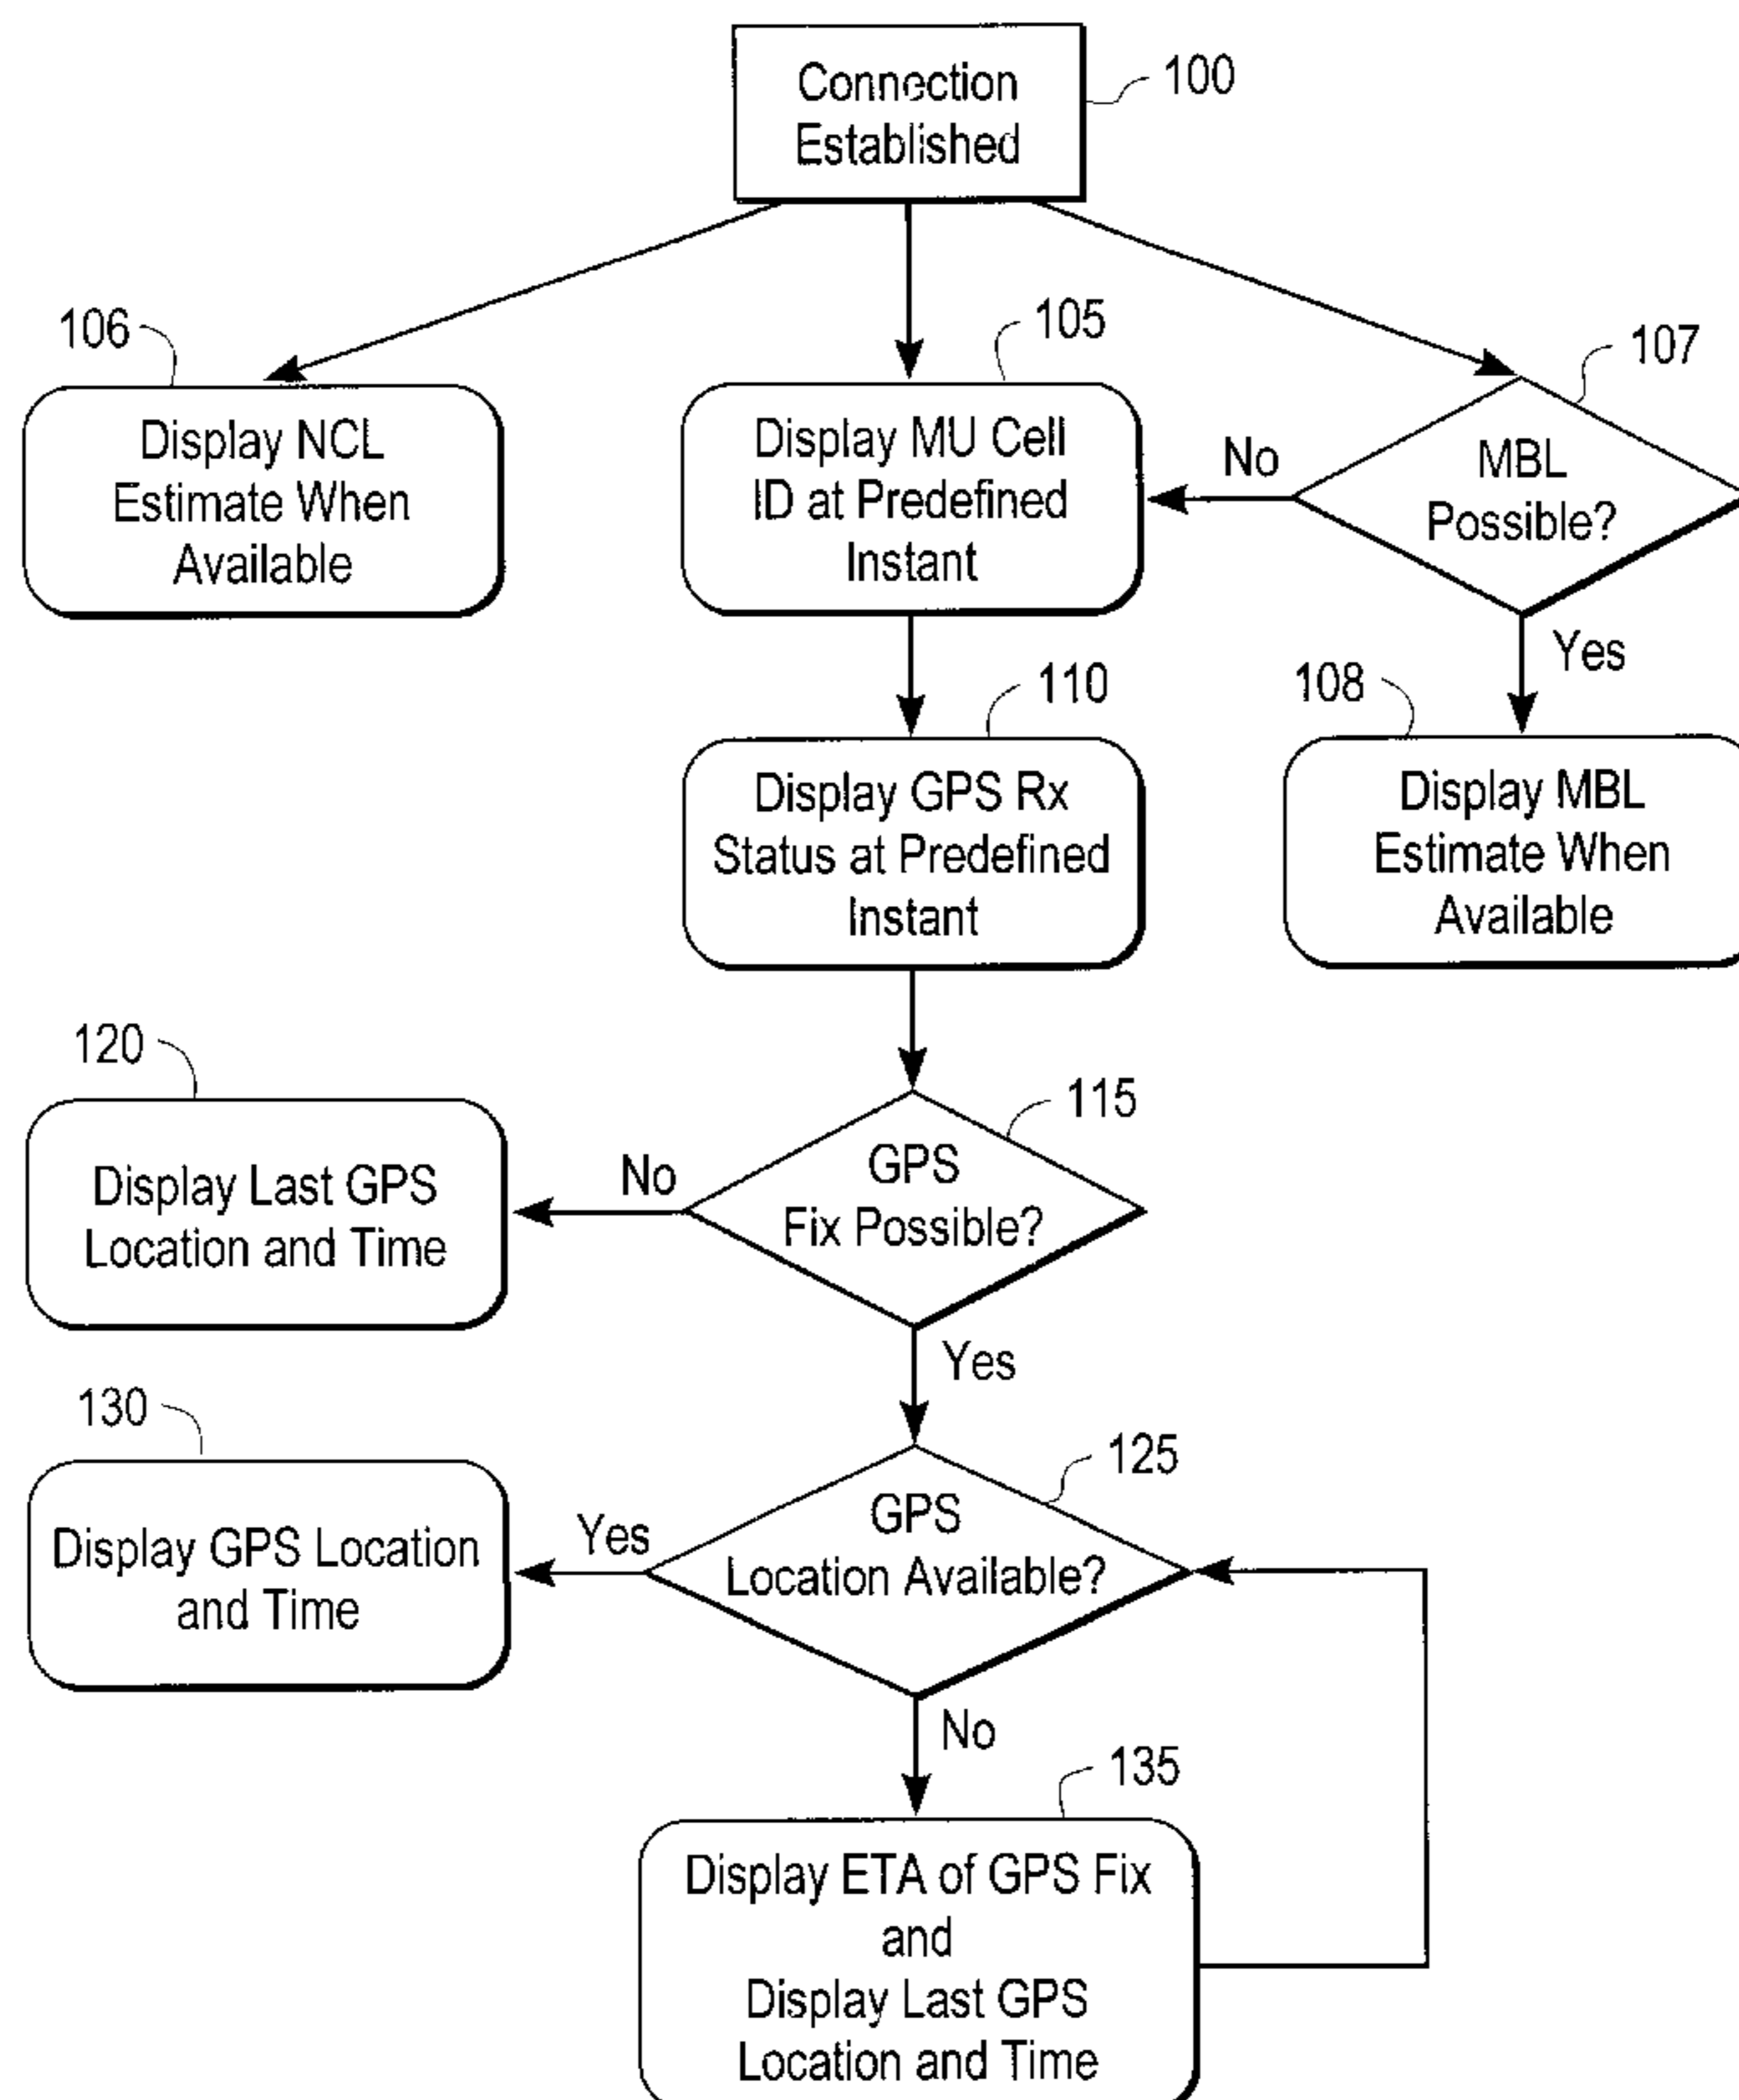 Connection
Established
100
106
105
107
Display NCL
Estimate When
Available
Display MU Cell
ID at Predefined
Instant
No
MBL
Possible?
Yes
110
108
Display GPS Rx
Status at Predefined
Instant
Display MBL
Estimate When
Available
120
115
Display Last GPS
Location and Time
No
GPS
Fix Possible?
Yes
130
125
Display GPS Location
and Time
Yes
GPS
Location Available?
No
135
Display ETA of GPS Fix
and
Display Last GPS
Location and Time